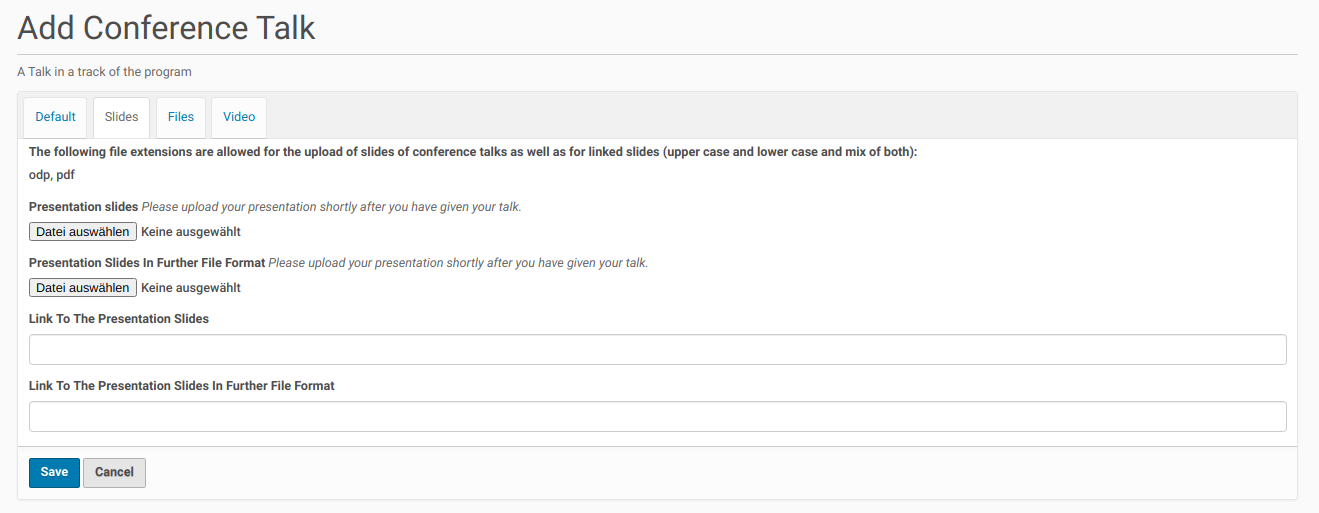 Add Conference Talk
A Talk in a track of the program
Default Slides Files Video
The following file extensions are allowed for the upload of slides of conference talks as well as for linked slides (upper case and lower case and mix of both):
odp, pdf
Presentation slides Please upload your presentation shortly after you have given your talk.
Datei auswählen Keine ausgewählt
Presentation Slides In Further File Format Please upload your presentation shortly after you have given your talk.
Datei auswählen Keine ausgewählt
Link To The Presentation Slides
Link To The Presentation Slides In Further File Format
Save Cancel